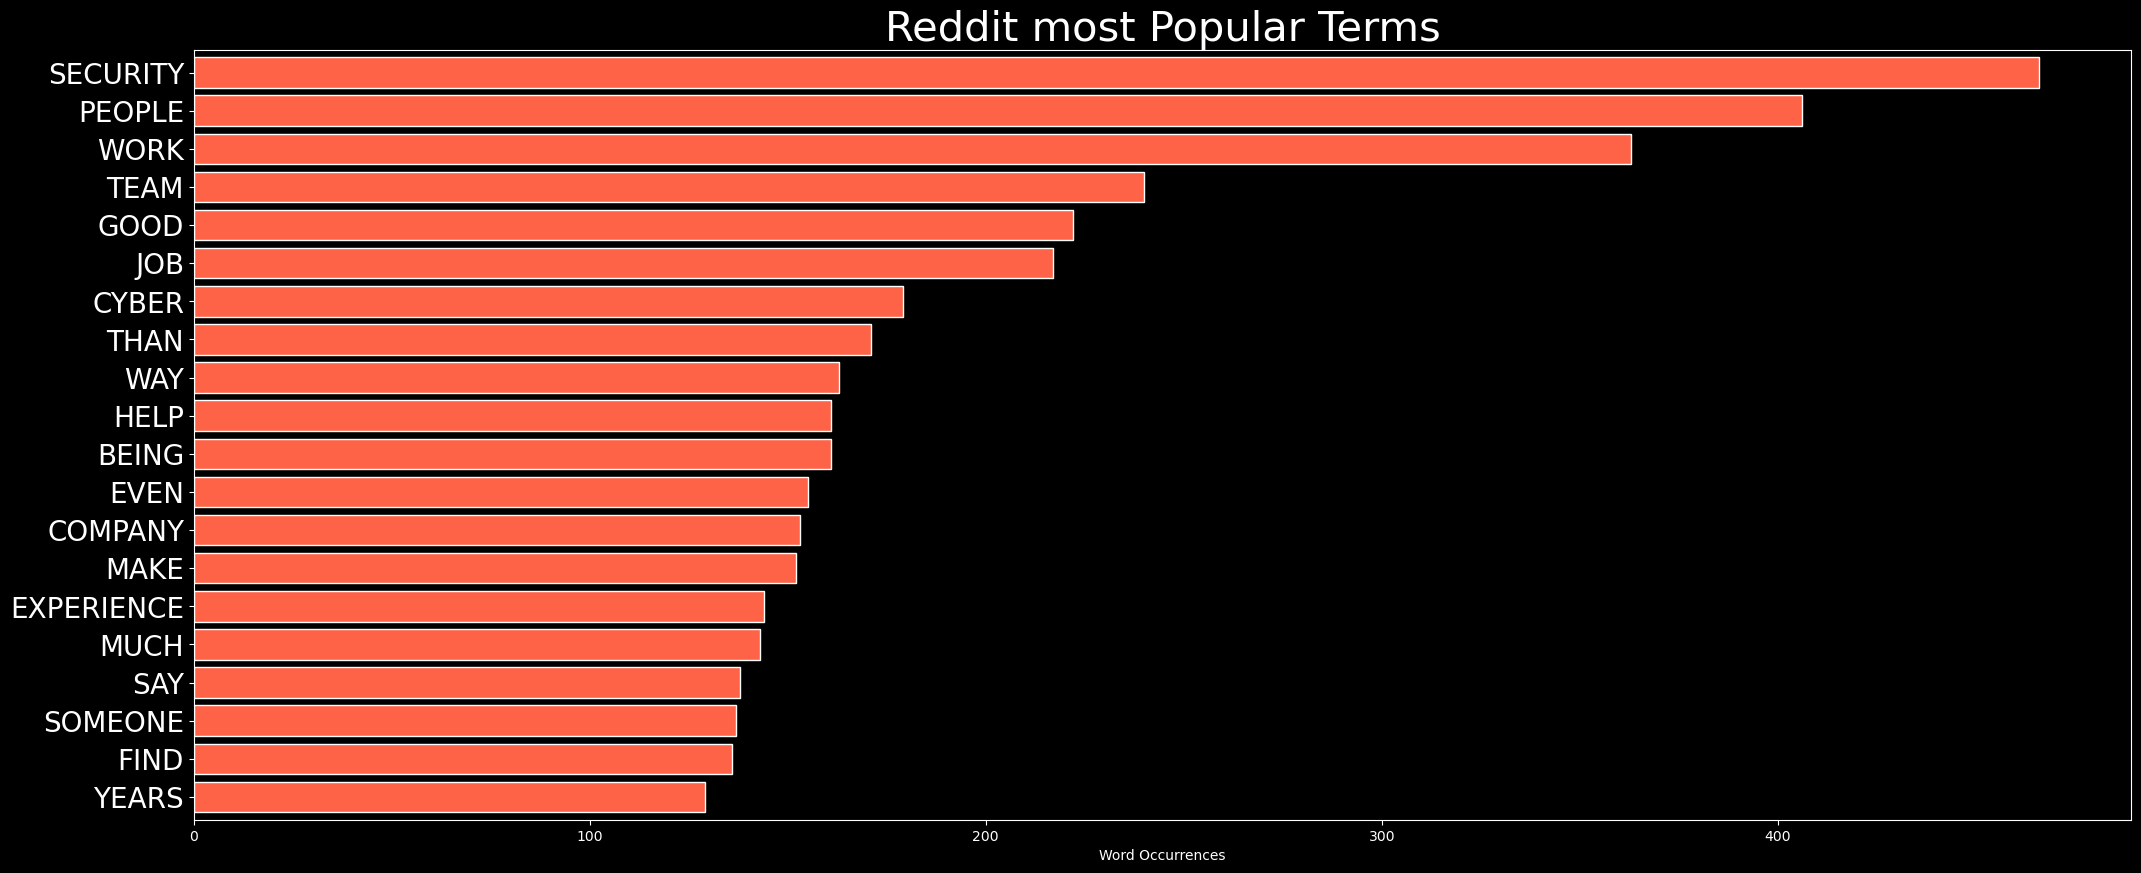 Reddit most Popular Terms
SECURITY
PEOPLE
WORK
TEAM
GOOD
JOB
CYBER
THAN
WAY
HELP
BEING
EVEN
COMPANY
MAKE
EXPERIENCE
MUCH
SAY
SOMEONE
FIND
YEARS
0 100 200 300 400
Word Occurrences